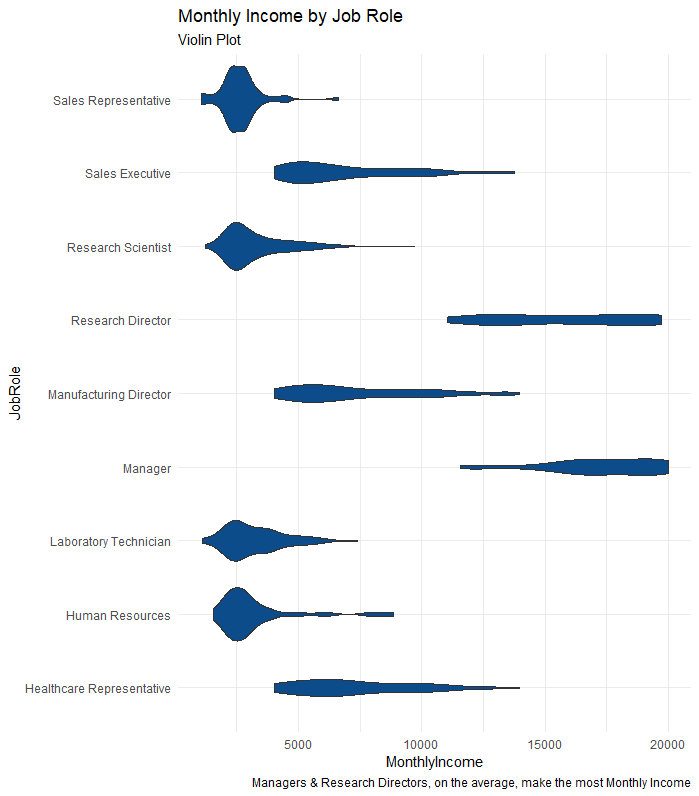 Monthly Income by Job Role
Violin Plot
Sales Representative
Sales Executive
Research Scientist
Research Director
Manufacturing Director
Manager
Laboratory Technician
Human Resources
Healthcare Representative
JobRole
5000 10000 15000 20000
MonthlyIncome
Managers & Research Directors, on the average, make the most Monthly Income